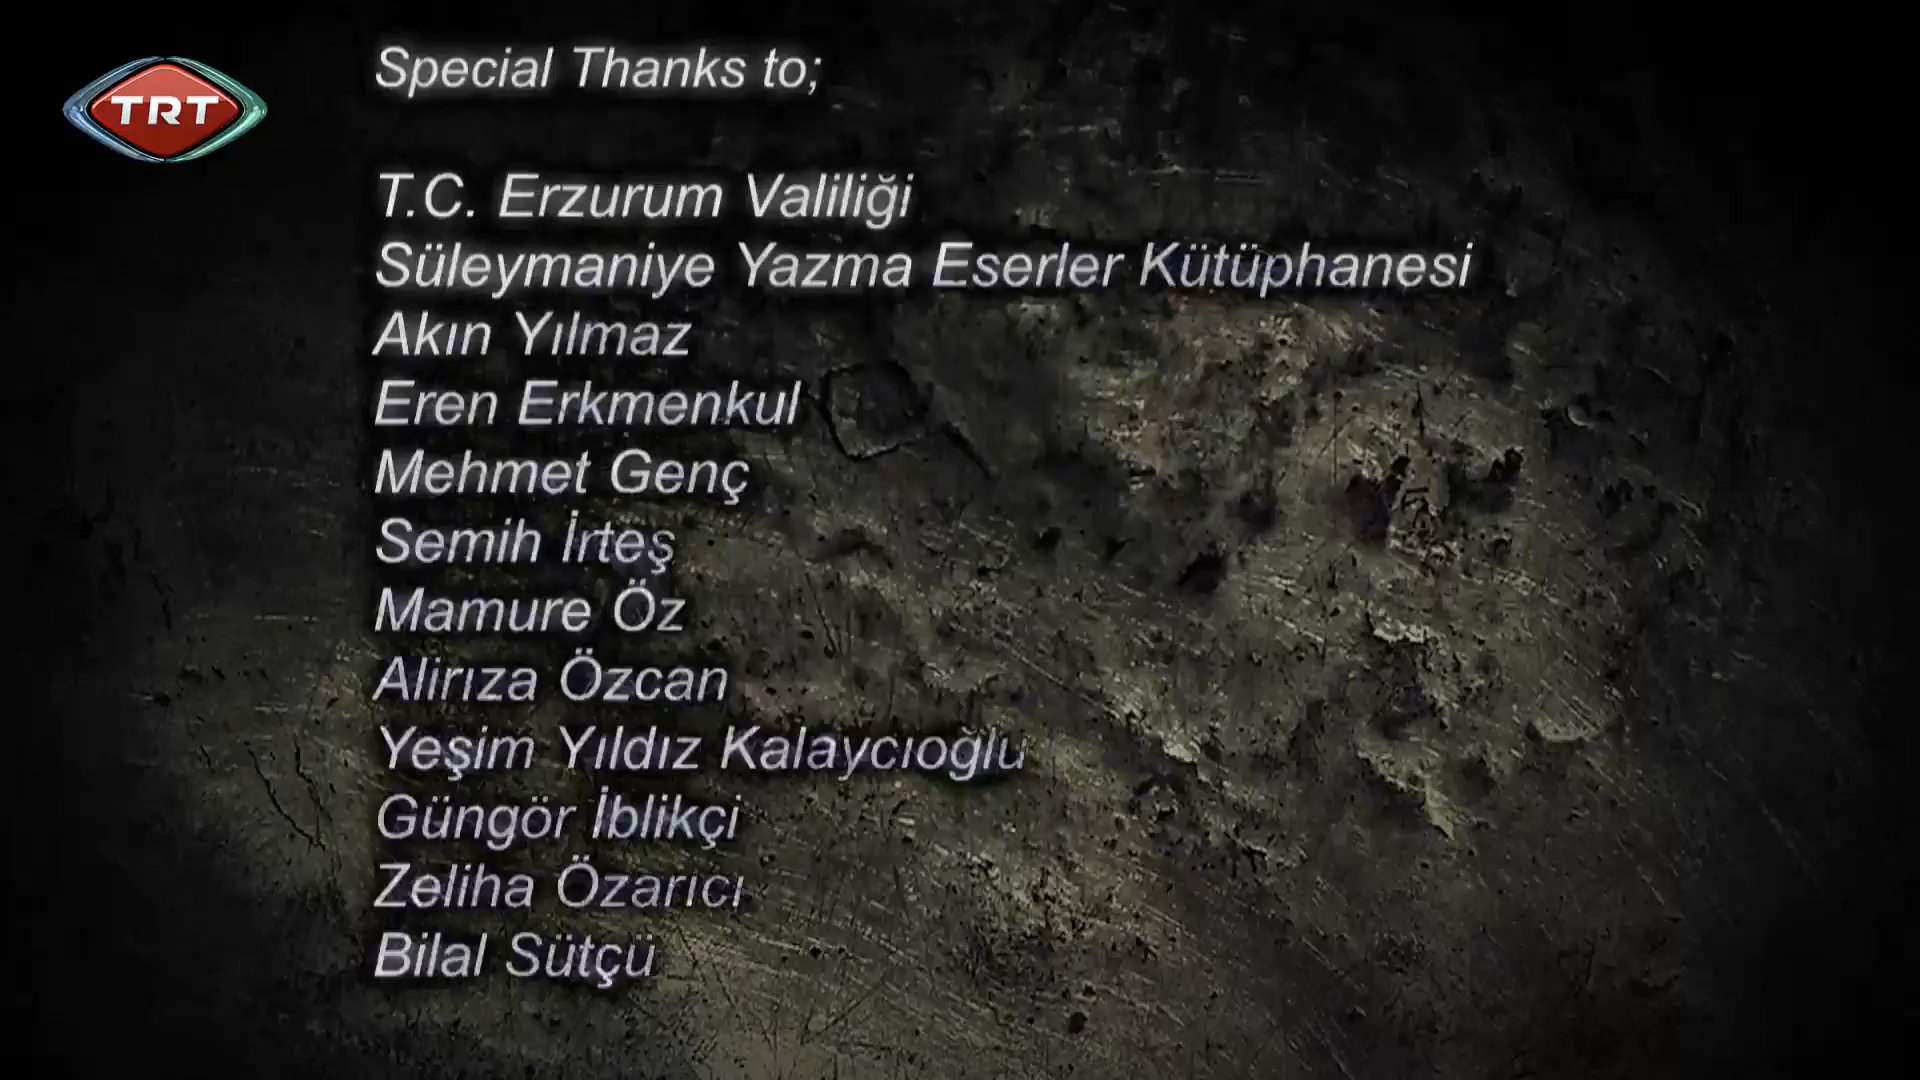 Special Thanks to;
TRT
T.C. Erzurum Valiliği
Süleymaniye Yazma Eserler Kütüphanesi
Akın Yılmaz
Eren Erkmenkul
Mehmet Genç
Semih İrteş
Mamure Öz
Alirıza Özcan
Yeşim Yıldız Kalaycıoğlu
Güngör İblikçi
Zeliha Özarıcı
Bilal Sütçü